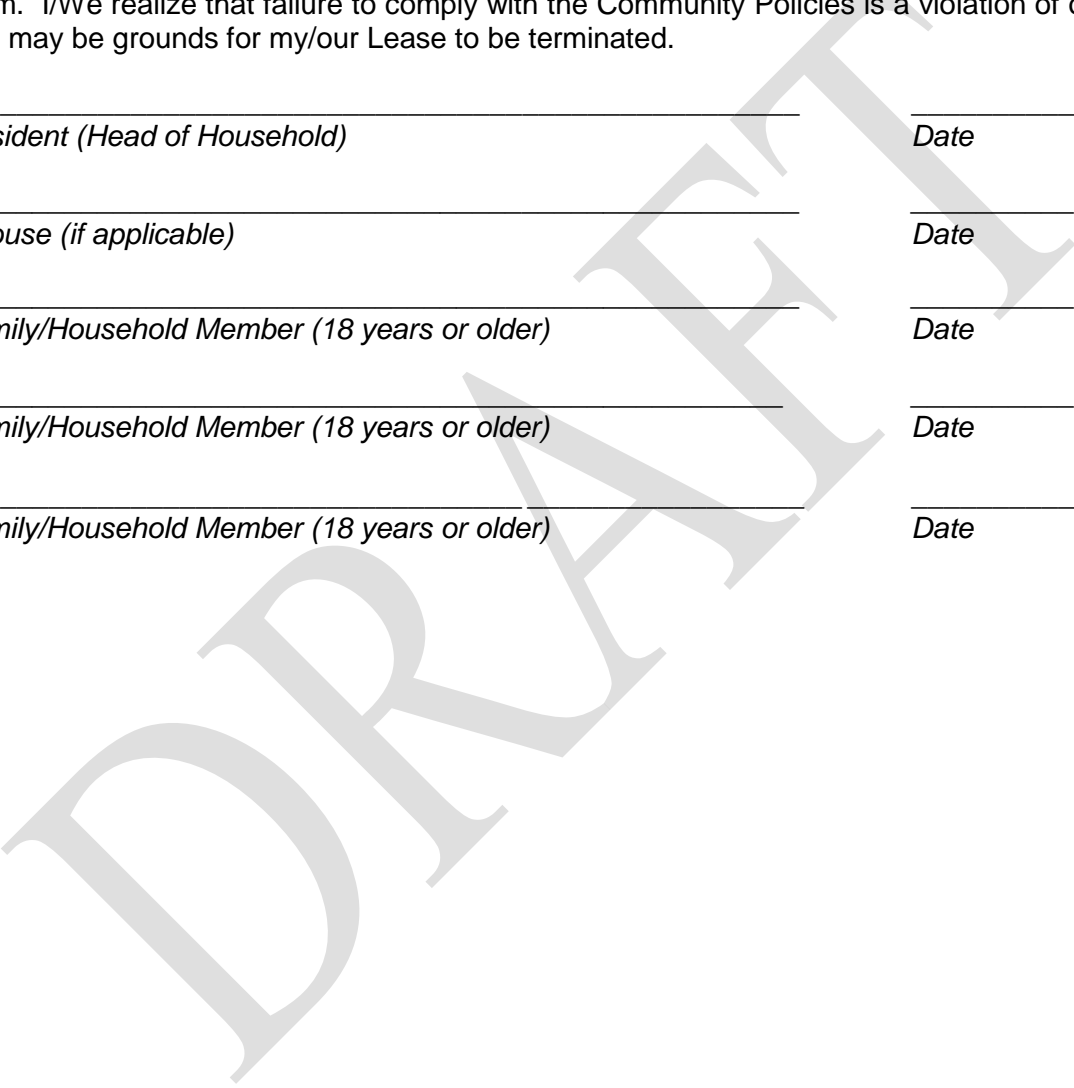 m. I/We realize that failure to comply with the Community Policies is a violation of
may be grounds for my/our Lease to be terminated.
sident (Head of Household) Date
ouse (if applicable) Date
mily/Household Member (18 years or older) Date
mily/Household Member (18 years or older) Date
mily/Household Member (18 years or older) Date
DRAFT